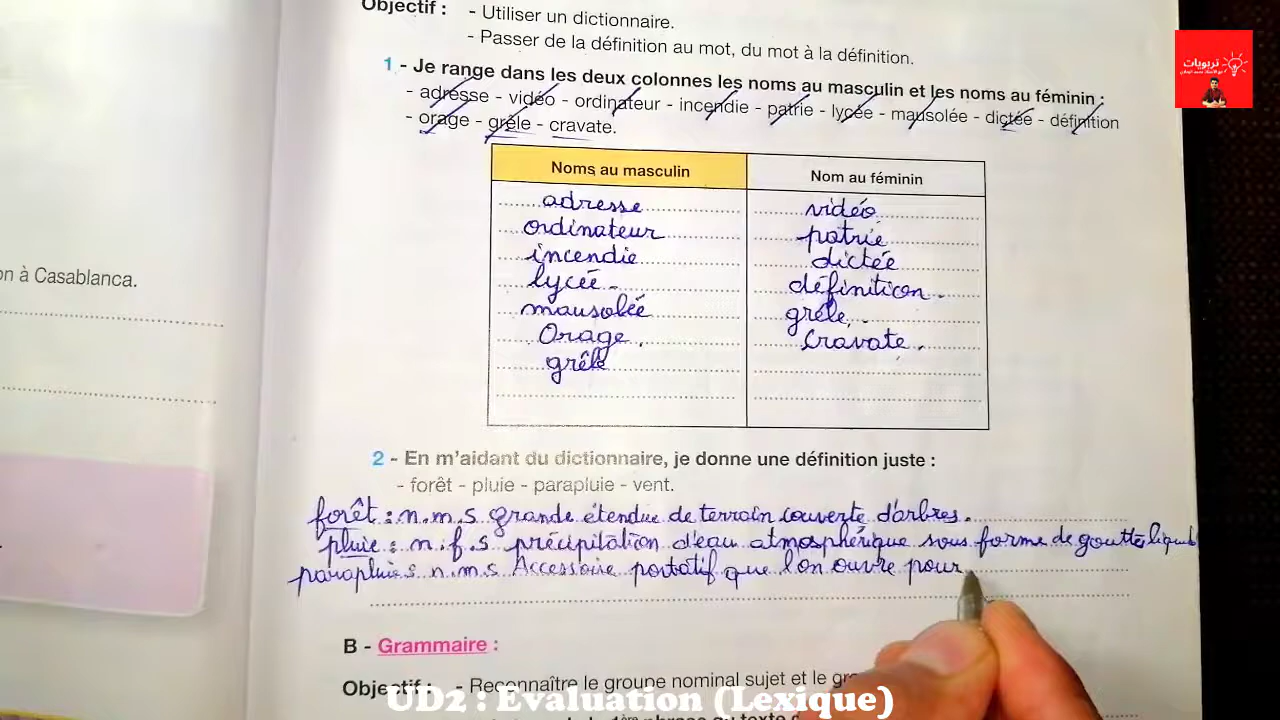 Objectif : - Utiliser un dictionnaire.
- Passer de la définition au mot, du mot à la définition.
1 - Je range dans les deux colonnes les noms au masculin et les noms au féminin :
- adresse - vidéo - ordinateur - incendie - patrie - lycée - mausolée - dictée - définition
- orage - grêle - cravate.
Noms au masculin Nom au féminin
adresse vidéo
ordinateur patrie
incendie dictée
lycée définition
mausolée grêle
Orage cravate
grêle
on à Casablanca.
2 - En m'aidant du dictionnaire, je donne une définition juste :
- forêt - pluie - parapluie - vent.
forêt : n.m.s grande étendue de terrain couverte d'arbres.
pluie : n.f.s précipitation d'eau atmosphérique sous forme de gouttes
parapluie n.m.s Accessoire portatif que l'on ouvre pour
B - Grammaire :
Objectif : - Reconnaître le groupe nominal sujet et le
UD2 : Evaluation (Lexique)
تربويات